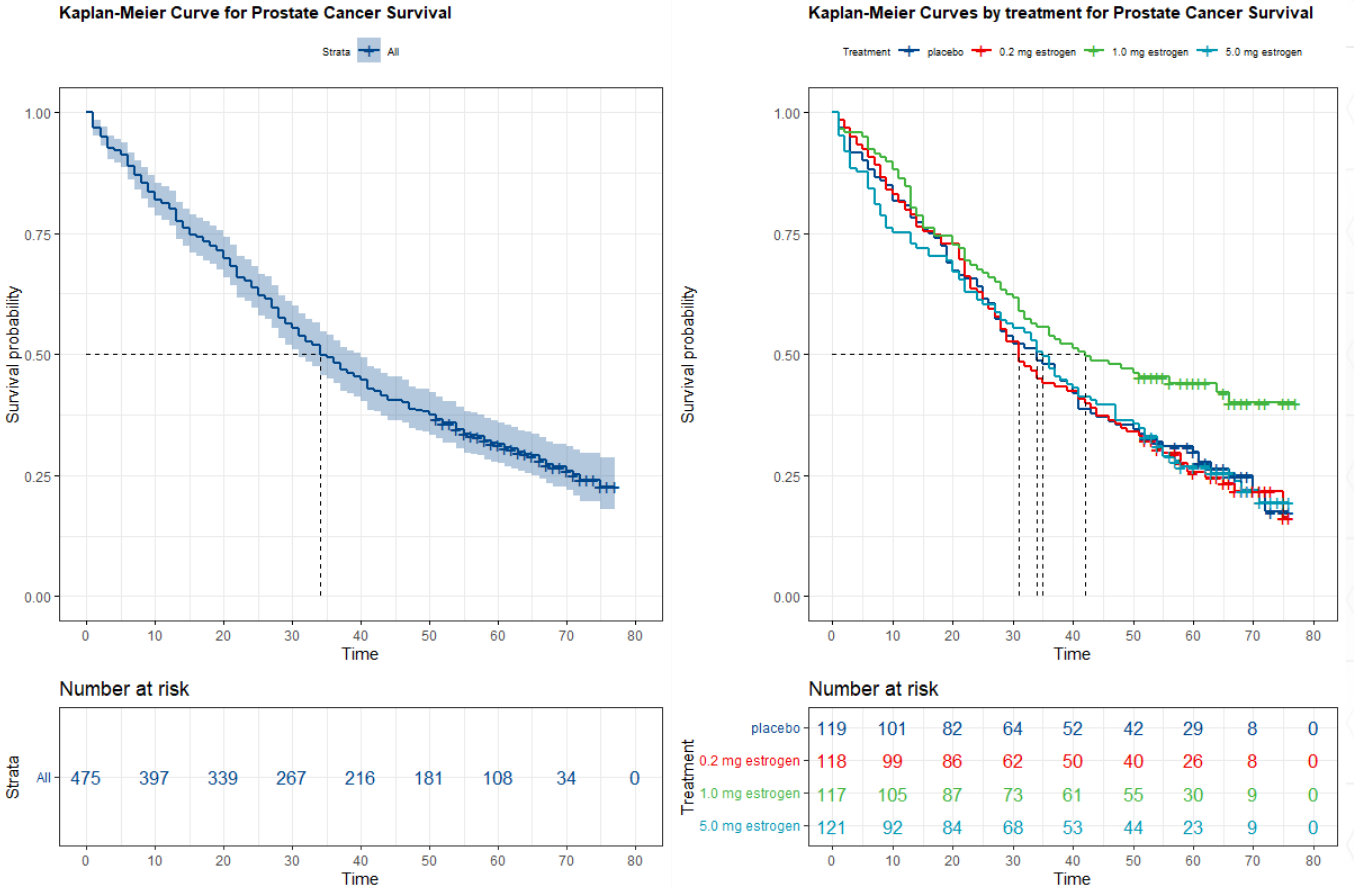 Kaplan-Meier Curve for Prostate Cancer Survival
Strata All
1.00
0.75
0.50
0.25
0.00
Survival probability
0 10 20 30 40 50 60 70 80
Time
Number at risk
Strata
All 475 397 339 267 216 181 108 34 0
0 10 20 30 40 50 60 70 80
Time
Kaplan-Meier Curves by treatment for Prostate Cancer Survival
Treatment placebo 0.2 mg estrogen 1.0 mg estrogen 5.0 mg estrogen
1.00
0.75
0.50
0.25
0.00
Survival probability
0 10 20 30 40 50 60 70 80
Time
Number at risk
Treatment
placebo 119 101 82 64 52 42 29 8 0
0.2 mg estrogen 118 99 86 62 50 40 26 8 0
1.0 mg estrogen 117 105 87 73 61 55 30 9 0
5.0 mg estrogen 121 92 84 68 53 44 23 9 0
0 10 20 30 40 50 60 70 80
Time